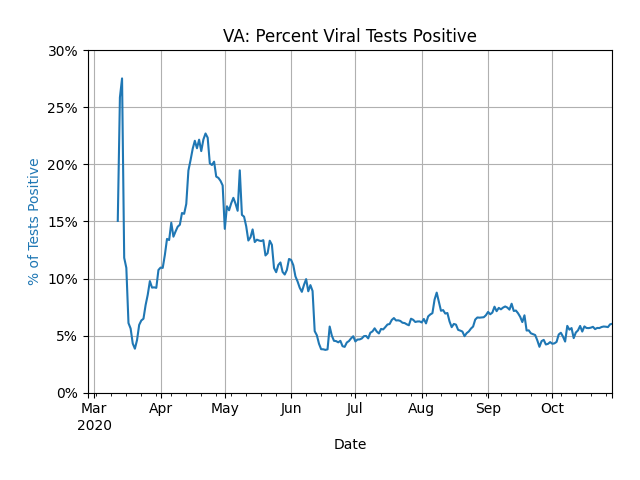 VA: Percent Viral Tests Positive
30%
25%
20%
15%
10%
5%
0%
% of Tests Positive
Mar Apr May Jun Jul Aug Sep Oct
2020
Date